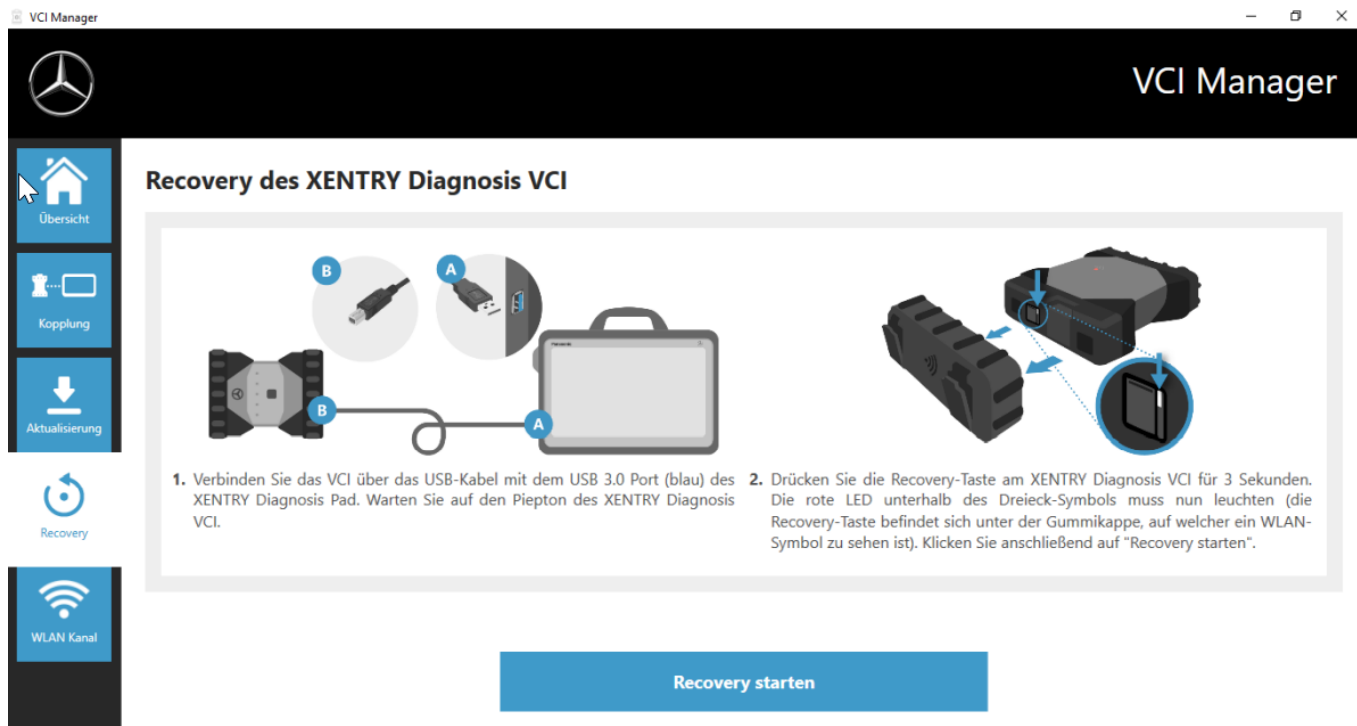 VCI Manager
VCI Manager
Übersicht
Kopplung
Aktualisierung
Recovery
WLAN Kanal
Recovery des XENTRY Diagnosis VCI
B
A
B
A
1. Verbinden Sie das VCI über das USB-Kabel mit dem USB 3.0 Port (blau) des
XENTRY Diagnosis Pad. Warten Sie auf den Piepton des XENTRY Diagnosis
VCI.
2. Drücken Sie die Recovery-Taste am XENTRY Diagnosis VCI für 3 Sekunden.
Die rote LED unterhalb des Dreieck-Symbols muss nun leuchten (die
Recovery-Taste befindet sich unter der Gummikappe, auf welcher ein WLAN-
Symbol zu sehen ist). Klicken Sie anschließend auf "Recovery starten".
Recovery starten